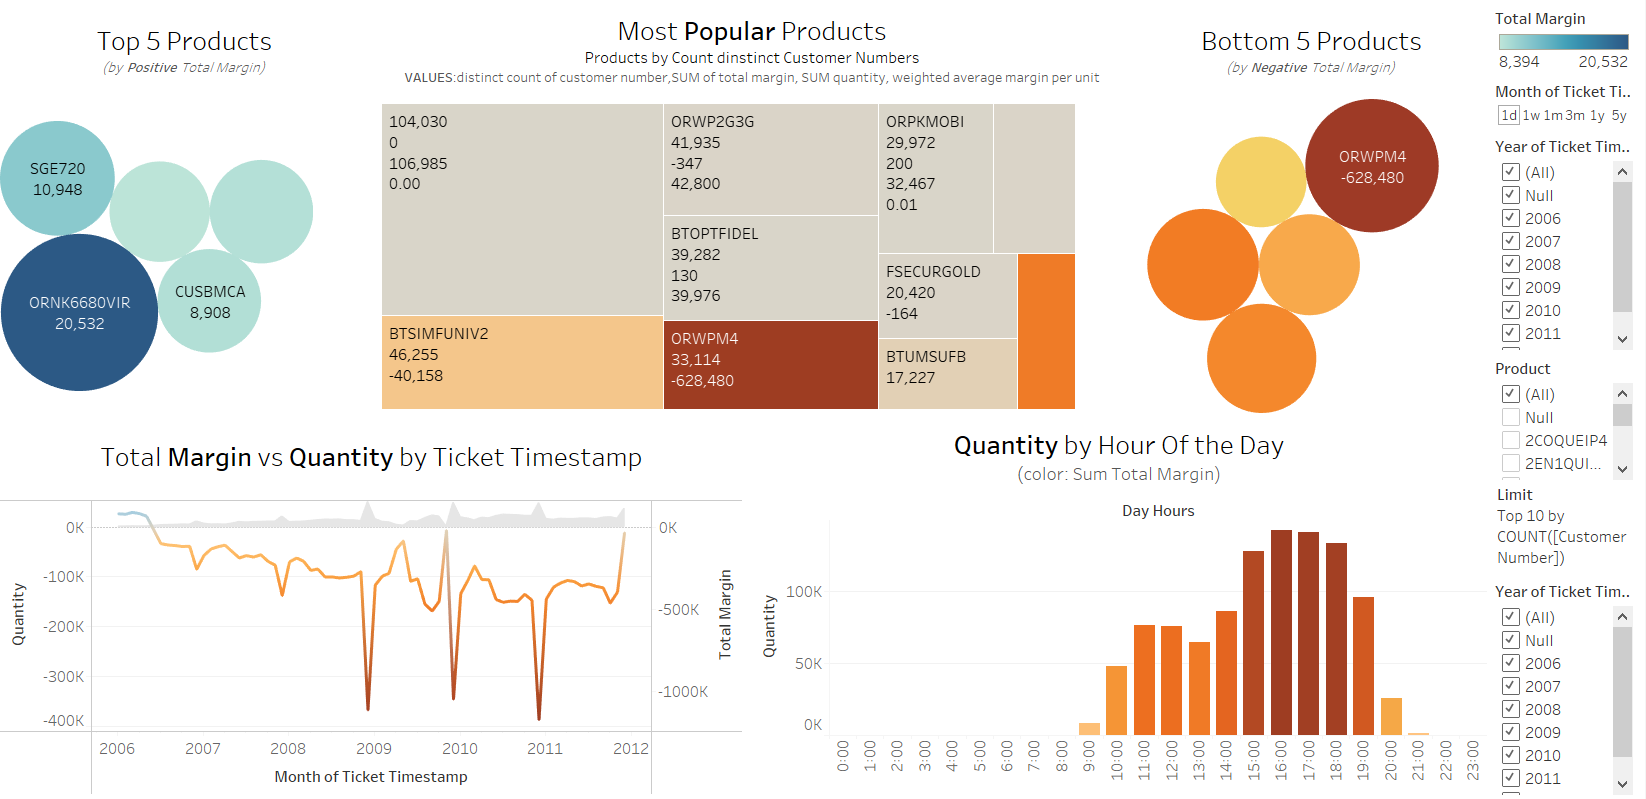 Top 5 Products
(by Positive Total Margin)
SGE720
10,948
ORNK6680VIR
20,532
CUSBMCA
8,908
Most Popular Products
Products by Count dinstinct Customer Numbers
VALUES:distinct count of customer number,SUM of total margin, SUM quantity, weighted average margin per unit
104,030
0
106,985
0.00
BTSIMFUNIV2
46,255
-40,158
ORWP2G3G
41,935
-347
42,800
BTOPTFIDEL
39,282
130
39,976
ORWPM4
33,114
-628,480
ORPKMOBI
29,972
200
32,467
0.01
FSECURGOLD
20,420
-164
BTUMSUFB
17,227
Bottom 5 Products
(by Negative Total Margin)
ORWPM4
-628,480
Total Margin
8,394 20,532
Month of Ticket Ti..
1d 1w 1m 3m 1y 5y
Year of Ticket Tim..
(All)
Null
2006
2007
2008
2009
2010
2011
Product
(All)
Null
2COQUEIP4
2EN1QUI...
Limit
Top 10 by
COUNT([Customer
Number])
Year of Ticket Tim..
(All)
Null
2006
2007
2008
2009
2010
2011
Total Margin vs Quantity by Ticket Timestamp
Quantity
0K
-100K
-200K
-300K
-400K
0K
-500K
-1000K
Total Margin
2006 2007 2008 2009 2010 2011 2012
Month of Ticket Timestamp
Quantity by Hour Of the Day
(color: Sum Total Margin)
Day Hours
Quantity
100K
50K
0K
0:00 1:00 2:00 3:00 4:00 5:00 6:00 7:00 8:00 9:00 10:00 11:00 12:00 13:00 14:00 15:00 16:00 17:00 18:00 19:00 20:00 21:00 22:00 23:00